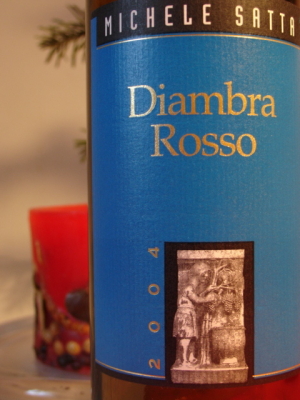 MICHELE SATTA
Diambra
Rosso
2004